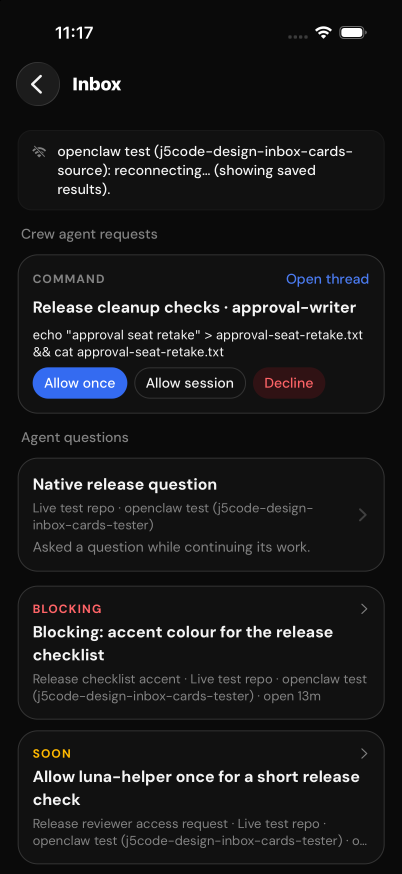 11:17
Inbox
openclaw test (j5code-design-inbox-cards-
source): reconnecting... (showing saved
results).
Crew agent requests
COMMAND
Open thread
Release cleanup checks · approval-writer
echo "approval seat retake" > approval-seat-retake.txt
&& cat approval-seat-retake.txt
Allow once
Allow session
Decline
Agent questions
Native release question
Live test repo · openclaw test (j5code-design-
inbox-cards-tester)
Asked a question while continuing its work.
BLOCKING
Blocking: accent colour for the release
checklist
Release checklist accent · Live test repo · openclaw test
(j5code-design-inbox-cards-tester) · open 13m
SOON
Allow luna-helper once for a short release
check
Release reviewer access request · Live test repo ·
openclaw test (j5code-design-inbox-cards-tester) · o...